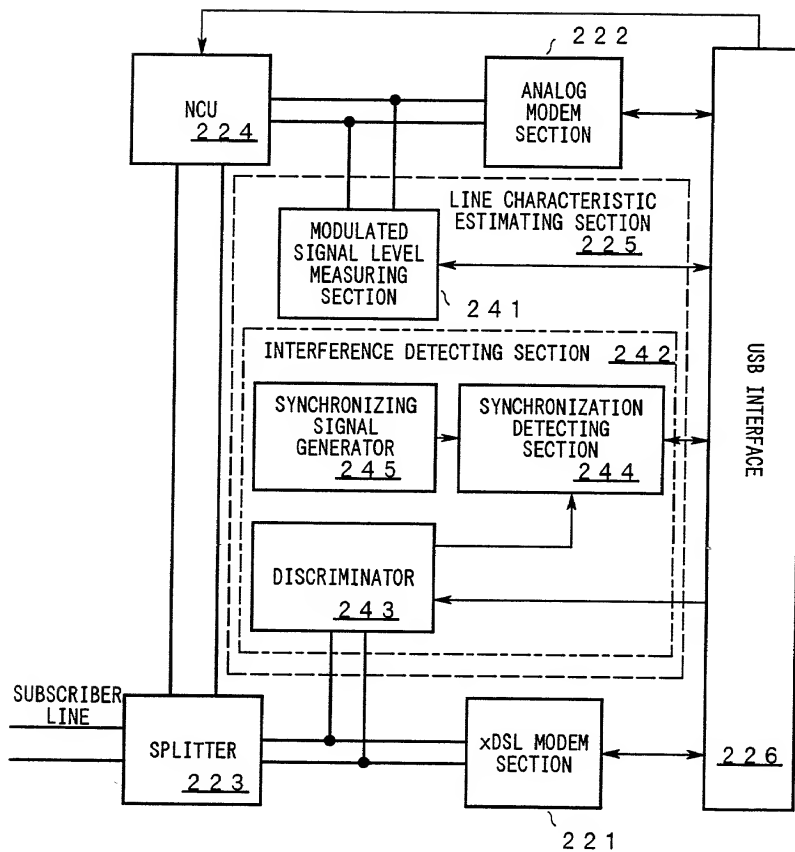 222
NCU
224
ANALOG
MODEM
SECTION
LINE CHARACTERISTIC
ESTIMATING SECTION
225
MODULATED
SIGNAL LEVEL
MEASURING
SECTION
241
INTERFERENCE DETECTING SECTION 242
SYNCHRONIZING
SIGNAL
GENERATOR
245
SYNCHRONIZATION
DETECTING
SECTION
244
USB INTERFACE
DISCRIMINATOR
243
SUBSCRIBER
LINE
SPLITTER
223
xDSL MODEM
SECTION
226
221